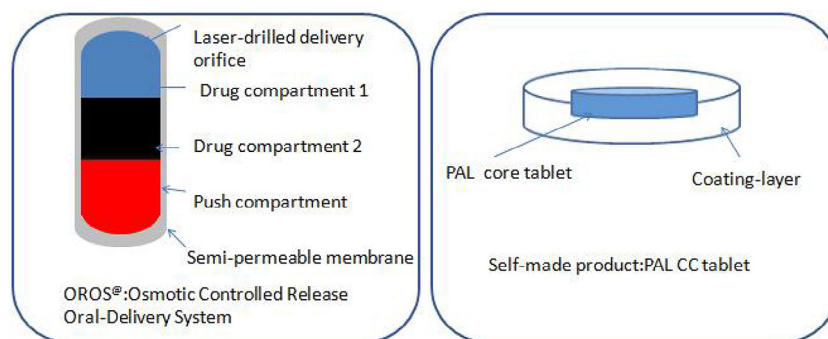 Laser-drilled delivery
orifice
Drug compartment 1
Drug compartment 2
Push compartment
Semi-permeable membrane
OROS®:Osmotic Controlled Release
Oral-Delivery System
PAL core tablet
Coating-layer
Self-made product:PAL CC tablet